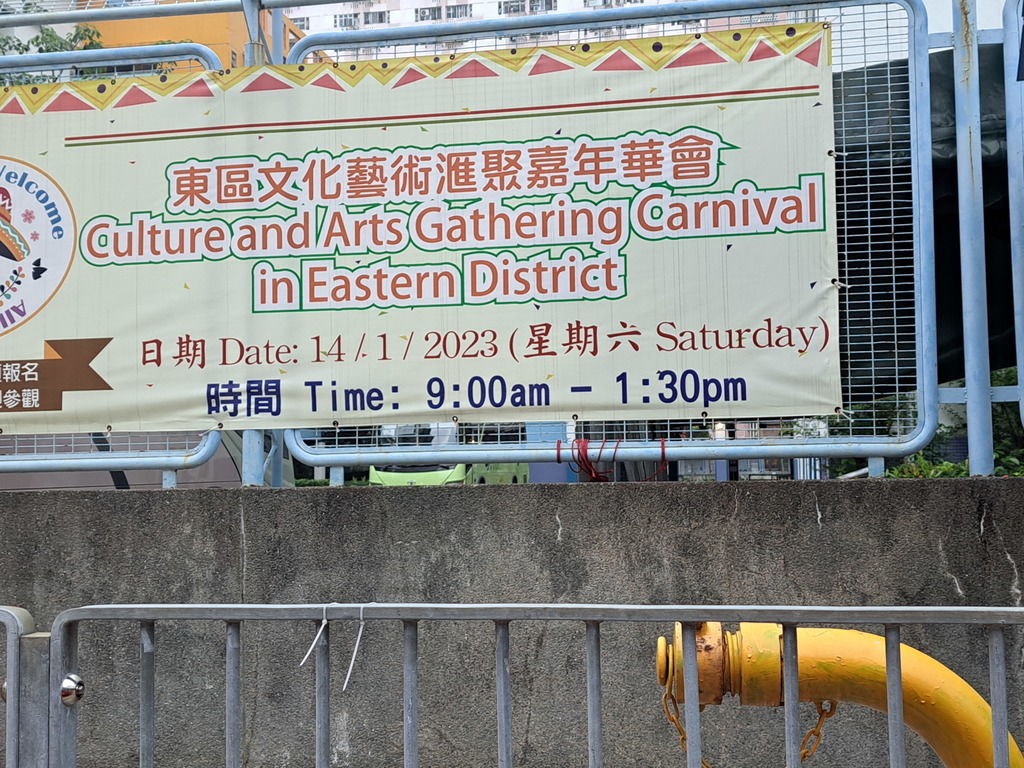 東區文化藝術滙聚嘉年華會
Culture and Arts Gathering Carnival
in Eastern District
Welcome
All
日期 Date: 14 / 1 / 2023 (星期六 Saturday)
時間 Time: 9:00am - 1:30pm
報名
參觀